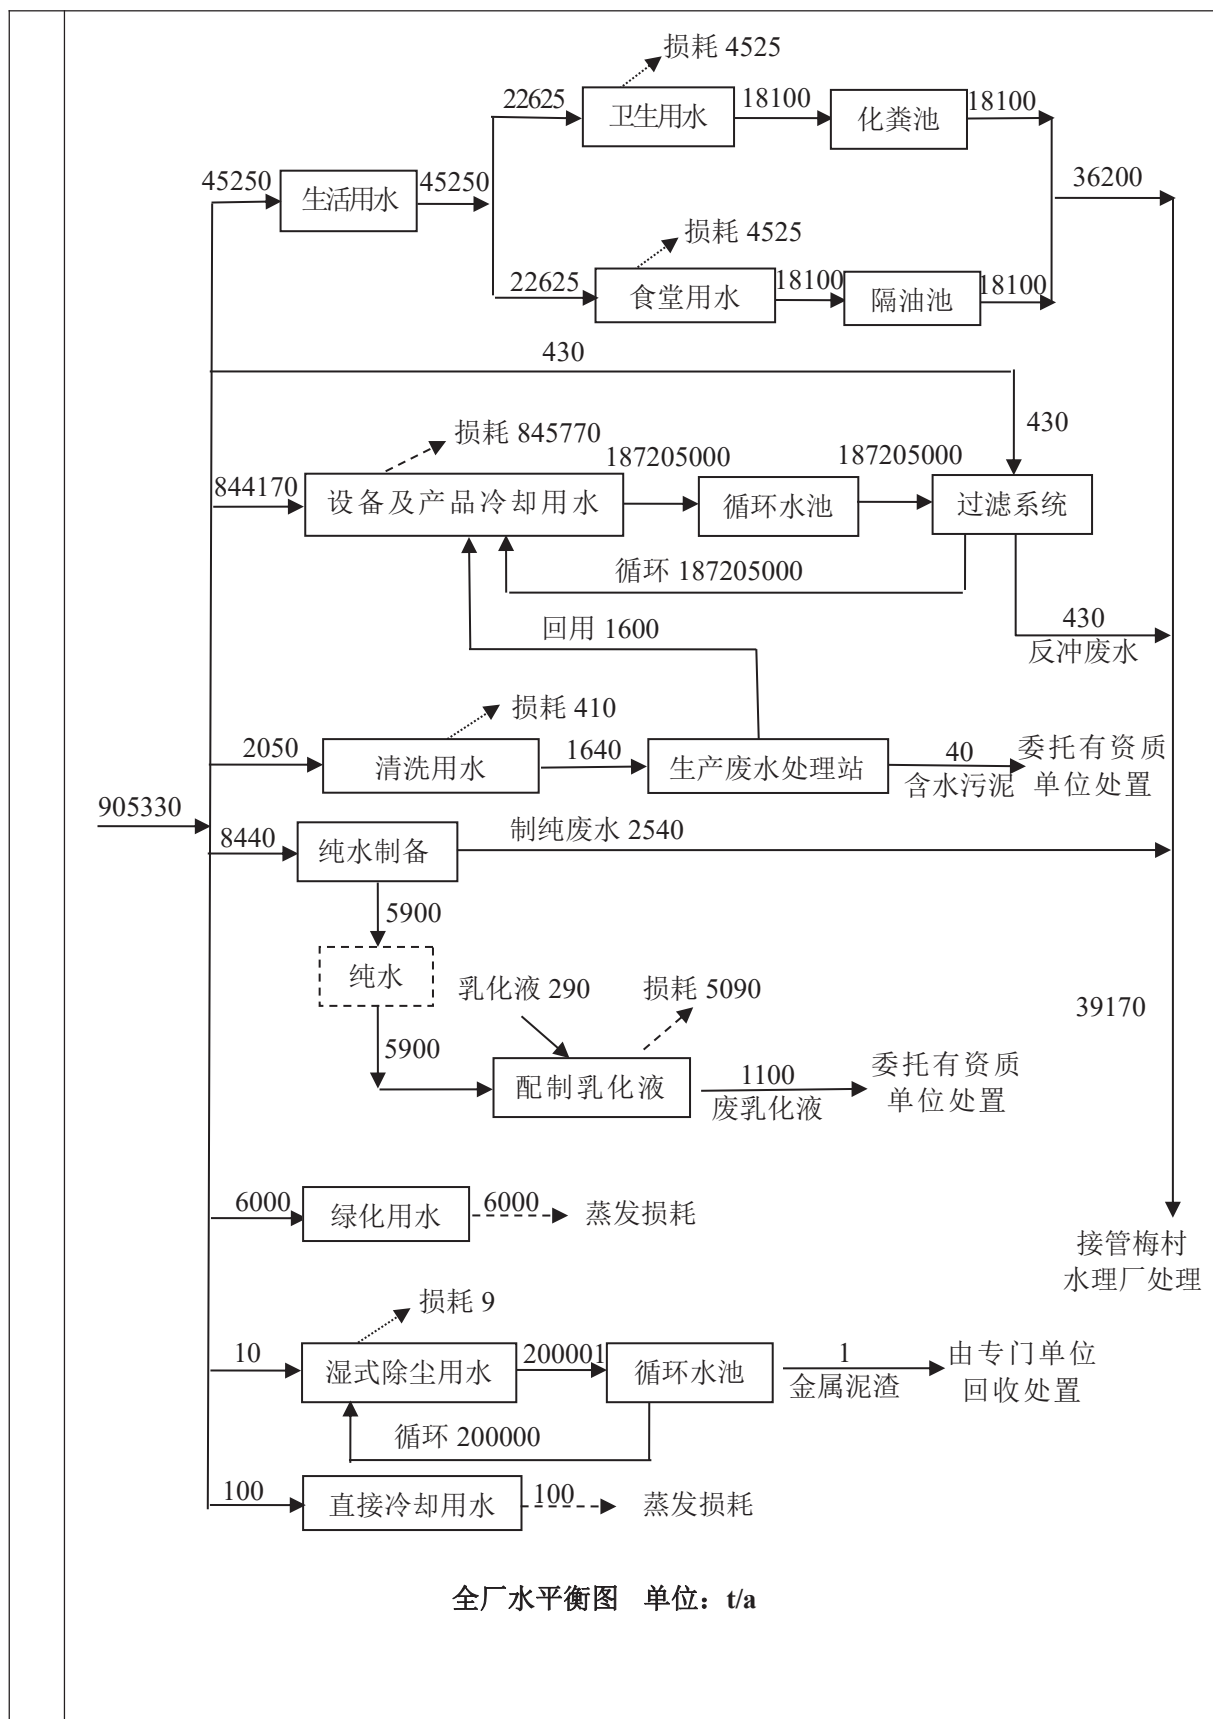 损耗 4525
22625
卫生用水
18100
化粪池
18100
45250
生活用水
45250
36200
损耗 4525
22625
食堂用水
18100
隔油池
18100
430
430
损耗 845770
844170
设备及产品冷却用水
187205000
循环水池
187205000
过滤系统
循环 187205000
回用 1600
430
反冲废水
损耗 410
2050
清洗用水
1640
生产废水处理站
40
含水污泥
委托有资质
单位处置
905330
8440
纯水制备
制纯废水 2540
5900
纯水
乳化液 290
损耗 5090
39170
5900
配制乳化液
1100
废乳化液
委托有资质
单位处置
6000
绿化用水
6000
蒸发损耗
接管梅村
水理厂处理
损耗 9
10
湿式除尘用水
200001
循环水池
1
金属泥渣
由专门单位
回收处置
循环 200000
100
直接冷却用水
100
蒸发损耗
全厂水平衡图 单位：t/a